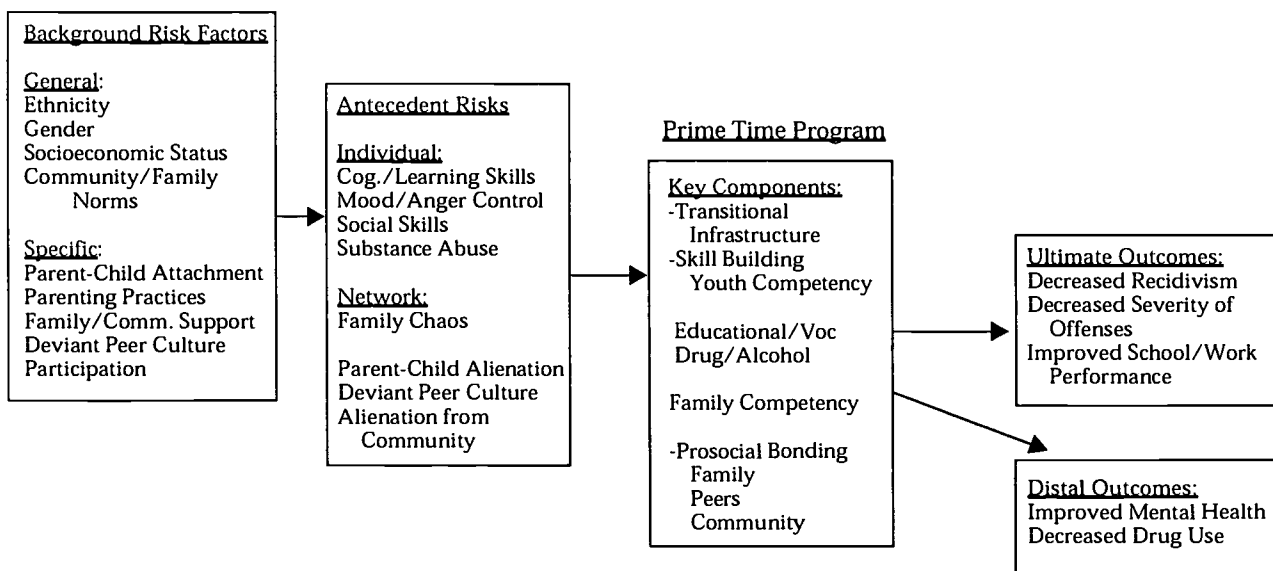 Background Risk Factors
General:
Ethnicity
Gender
Socioeconomic Status
Community/Family
Norms
Specific:
Parent-Child Attachment
Parenting Practices
Family/Comm. Support
Deviant Peer Culture
Participation
Antecedent Risks
Individual:
Cog./Learning Skills
Mood/Anger Control
Social Skills
Substance Abuse
Network:
Family Chaos
Parent-Child Alienation
Deviant Peer Culture
Alienation from
Community
Prime Time Program
Key Components:
-Transitional
Infrastructure
-Skill Building
Youth Competency
Educational/Voc
Drug/Alcohol
Family Competency
-Prosocial Bonding
Family
Peers
Community
Ultimate Outcomes:
Decreased Recidivism
Decreased Severity of
Offenses
Improved School/Work
Performance
Distal Outcomes:
Improved Mental Health
Decreased Drug Use